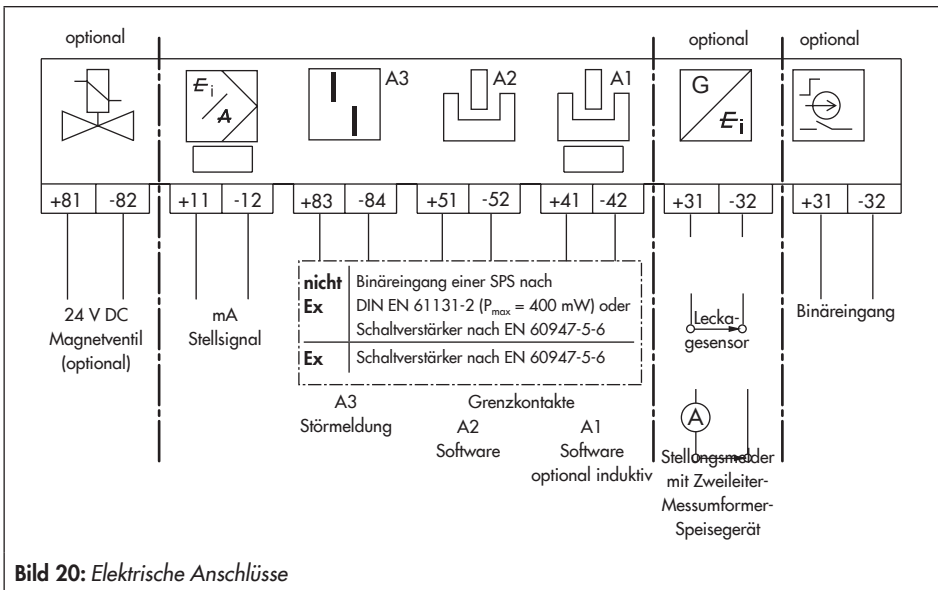 optional
optional
optional
E i
A
A3
A2
A1
G
E i
+81 -82
+11 -12
+83 -84
+51 -52
+41 -42
+31 -32
+31 -32
24 V DC
Magnetventil
(optional)
mA
Stellsignal
nicht Ex
Binäreingang einer SPS nach
DIN EN 61131-2 (Pmax = 400 mW) oder
Schaltverstärker nach EN 60947-5-6
Ex Schaltverstärker nach EN 60947-5-6
A3
Störmeldung
Grenzkontakte
A2
Software
A1
Software
optional induktiv
Lecka-
gesensor
A
Stellungsmelder
mit Zweileiter-
Messumformer-
Speisegerät
Binäreingang
Bild 20: Elektrische Anschlüsse